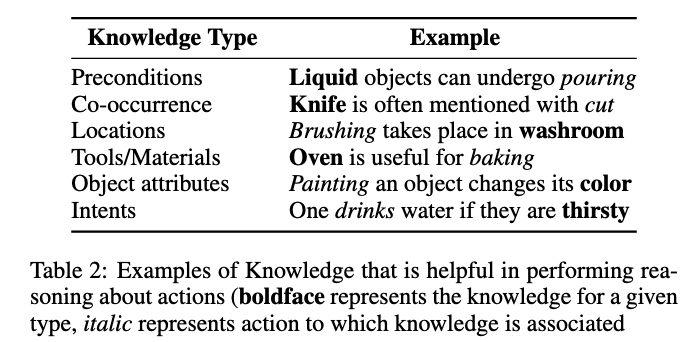 Knowledge Type Example
Preconditions Liquid objects can undergo pouring
Co-occurrence Knife is often mentioned with cut
Locations Brushing takes place in washroom
Tools/Materials Oven is useful for baking
Object attributes Painting an object changes its color
Intents One drinks water if they are thirsty
Table 2: Examples of Knowledge that is helpful in performing rea-
soning about actions (boldface represents the knowledge for a given
type, italic represents action to which knowledge is associated